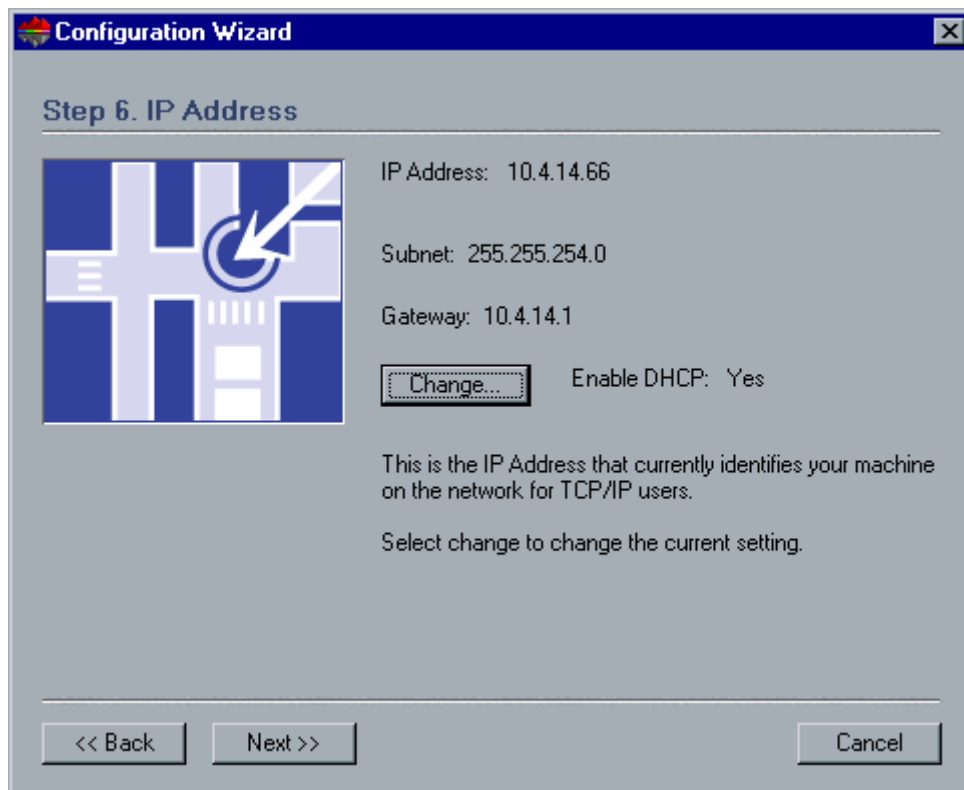 Configuration Wizard
Step 6. IP Address
IP Address: 10.4.14.66
Subnet: 255.255.254.0
Gateway: 10.4.14.1
Change... Enable DHCP: Yes
This is the IP Address that currently identifies your machine
on the network for TCP/IP users.
Select change to change the current setting.
<< Back Next >> Cancel